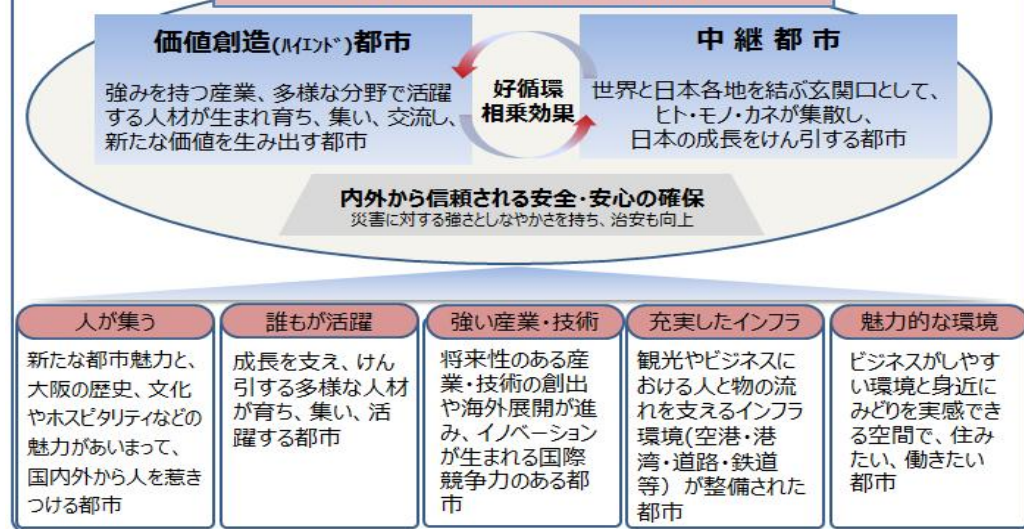 価値創造(ハイエンド)都市
強みを持つ産業、多様な分野で活躍
する人材が生まれ育ち、集い、交流し、
新たな価値を生み出す都市
好循環
相乗効果
中継都市
世界と日本各地を結ぶ玄関口として、
ヒト・モノ・カネが集散し、
日本の成長をけん引する都市
内外から信頼される安全・安心の確保
災害に対する強さとしなやかさを持ち、治安も向上
人が集う
新たな都市魅力と、
大阪の歴史、文化
やホスピタリティなどの
魅力があいまって、
国内外から人を惹き
つける都市
誰もが活躍
成長を支え、けん
引する多様な人材
が育ち、集い、活
躍する都市
強い産業・技術
将来性のある産
業・技術の創出
や海外展開が進
み、イノベーション
が生まれる国際
競争力のある都
市
充実したインフラ
観光やビジネスに
おける人と物の流
れを支えるインフラ
環境(空港・港
湾・道路・鉄道
等）が整備された
都市
魅力的な環境
ビジネスがしやす
い環境と身近に
みどりを実感でき
る空間で、住み
たい、働きたい
都市